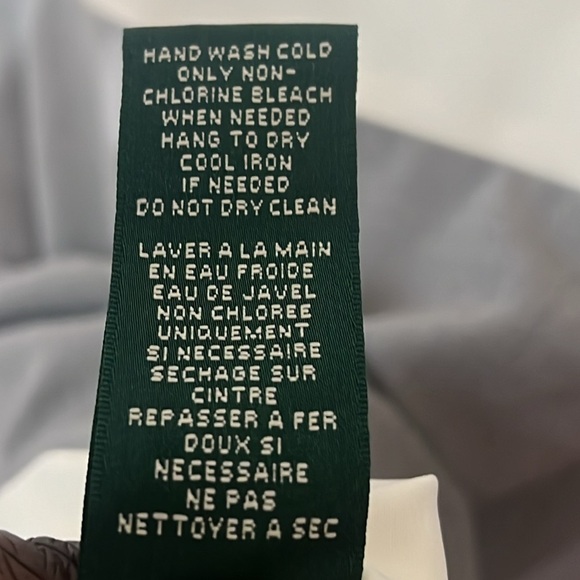 HAND WASH COLD
ONLY NON-
CHLORINE BLEACH
WHEN NEEDED
HANG TO DRY
COOL IRON
IF NEEDED
DO NOT DRY CLEAN
LAVER A LA MAIN
EN EAU FROIDE
EAU DE JAVEL
NON CHLOREE
UNIQUEMENT
SI NECESSAIRE
SECHAGE SUR
CINTRE
REPASSER A FER
DOUX SI
NECESSAIRE
NE PAS
NETTOYER A SEC